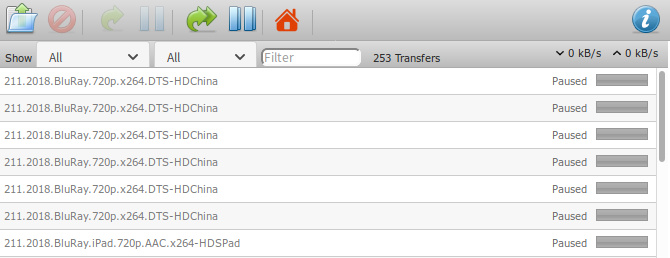 Show All All Filter 253 Transfers 0 kB/s 0 kB/s
211.2018.BluRay.720p.x264.DTS-HDChina Paused
211.2018.BluRay.720p.x264.DTS-HDChina Paused
211.2018.BluRay.720p.x264.DTS-HDChina Paused
211.2018.BluRay.720p.x264.DTS-HDChina Paused
211.2018.BluRay.720p.x264.DTS-HDChina Paused
211.2018.BluRay.720p.x264.DTS-HDChina Paused
211.2018.BluRay.iPad.720p.AAC.x264-HDSPad Paused